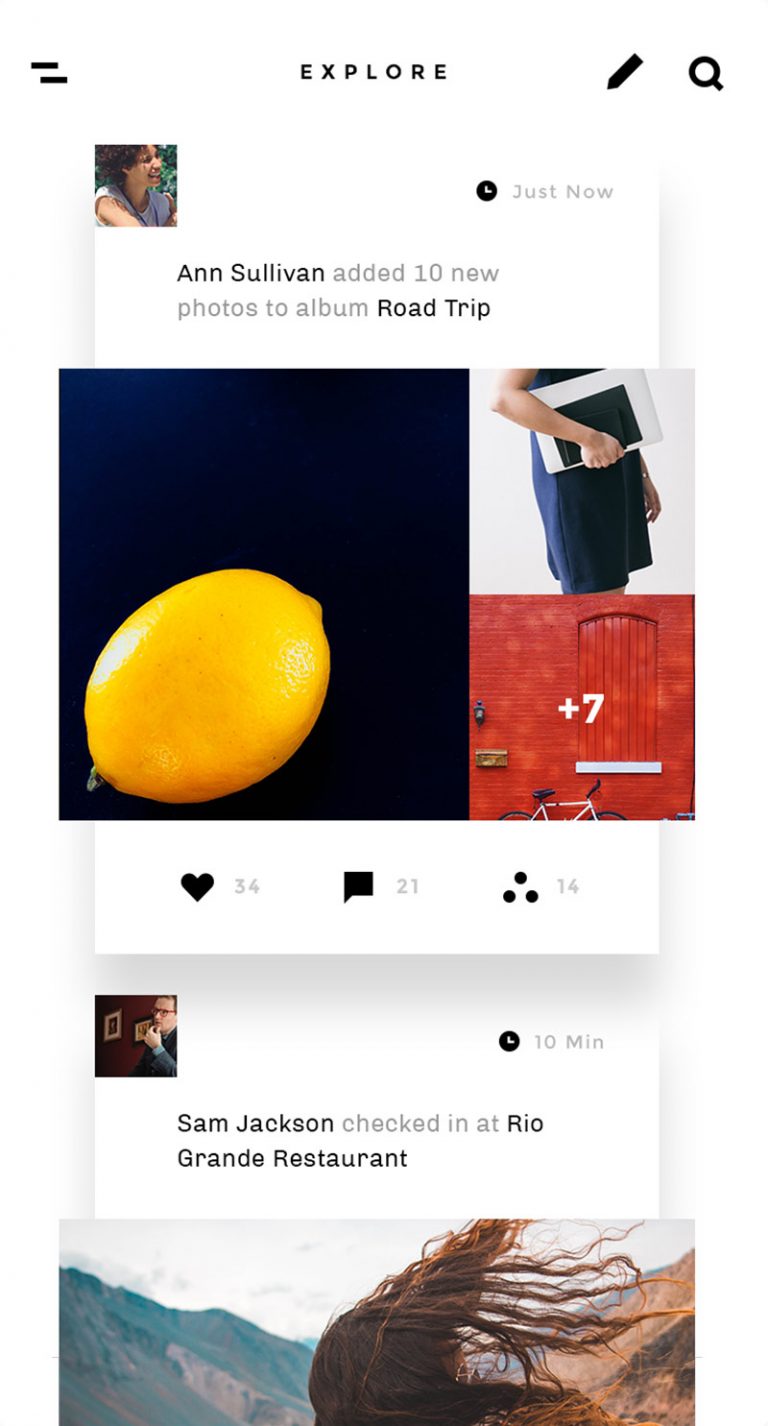 EXPLORE
Just Now
Ann Sullivan added 10 new
photos to album Road Trip
+7
34 21 14
10 Min
Sam Jackson checked in at Rio
Grande Restaurant